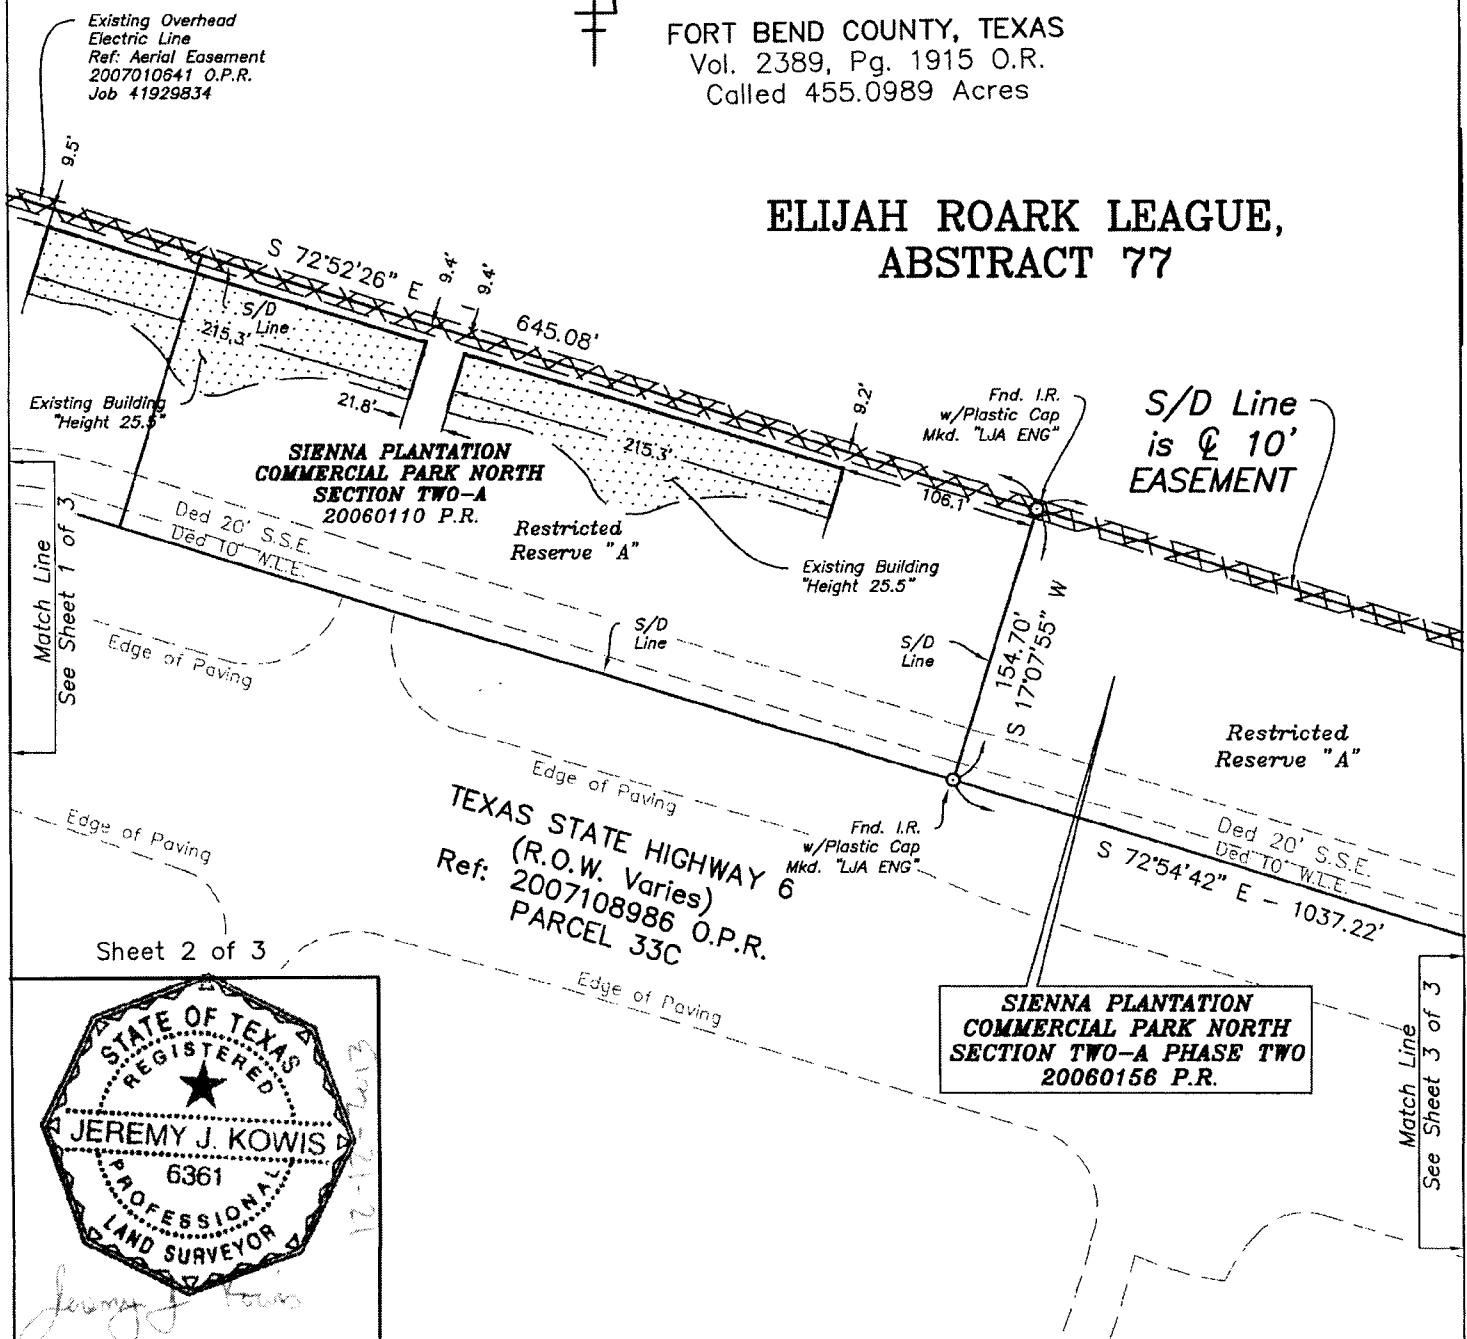 Existing Overhead
Electric Line
Ref: Aerial Easement
2007010641 O.P.R.
Job 41929834
FORT BEND COUNTY, TEXAS
Vol. 2389, Pg. 1915 O.R.
Called 455.0989 Acres
ELIJAH ROARK LEAGUE,
ABSTRACT 77
9.5'
S 72°52'26" E
9.4'
9.4'
645.08'
S/D
Line
215.3'
Existing Building
"Height 25.5"
21.8'
SIENNA PLANTATION
COMMERCIAL PARK NORTH
SECTION TWO-A
20060110 P.R.
215.3'
9.2'
Fnd. I.R.
w/Plastic Cap
Mkd. "LJA ENG"
S/D Line
is ℄ 10'
EASEMENT
106.1'
Restricted
Reserve "A"
Existing Building
"Height 25.5"
Ded 20' S.S.E.
Ded 10' W.L.E.
Match Line
See Sheet 1 of 3
Edge of Paving
S/D
Line
S/D
Line
154.70'
S 17°07'55" W
Restricted
Reserve "A"
Edge of Paving
Edge of Paving
TEXAS STATE HIGHWAY 6
(R.O.W. Varies)
Ref: 2007108986 O.P.R.
PARCEL 33C
Fnd. I.R.
w/Plastic Cap
Mkd. "LJA ENG"
Ded 20' S.S.E.
Ded 10' W.L.E.
S 72°54'42" E - 1037.22'
Edge of Paving
SIENNA PLANTATION
COMMERCIAL PARK NORTH
SECTION TWO-A PHASE TWO
20060156 P.R.
Match Line
See Sheet 3 of 3
Sheet 2 of 3
STATE OF TEXAS
REGISTERED
JEREMY J. KOWIS
6361
PROFESSIONAL
LAND SURVEYOR
Jeremy J Kowis